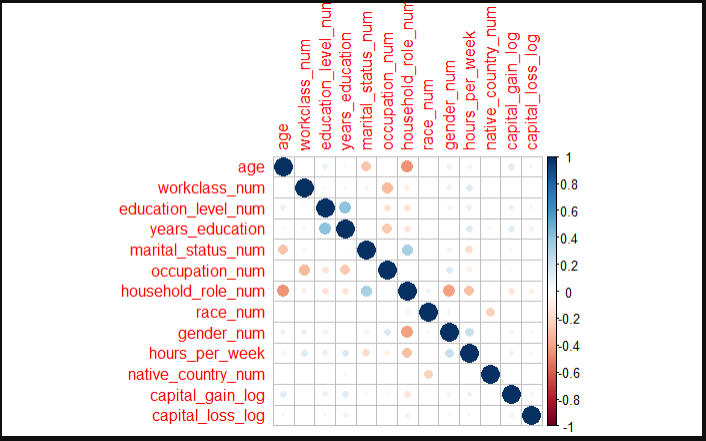 age
workclass_num
education_level_num
years_education
marital_status_num
occupation_num
household_role_num
race_num
gender_num
hours_per_week
native_country_num
capital_gain_log
capital_loss_log
age
workclass_num
education_level_num
years_education
marital_status_num
occupation_num
household_role_num
race_num
gender_num
hours_per_week
native_country_num
capital_gain_log
capital_loss_log
1
0.8
0.6
0.4
0.2
0
-0.2
-0.4
-0.6
-0.8
-1